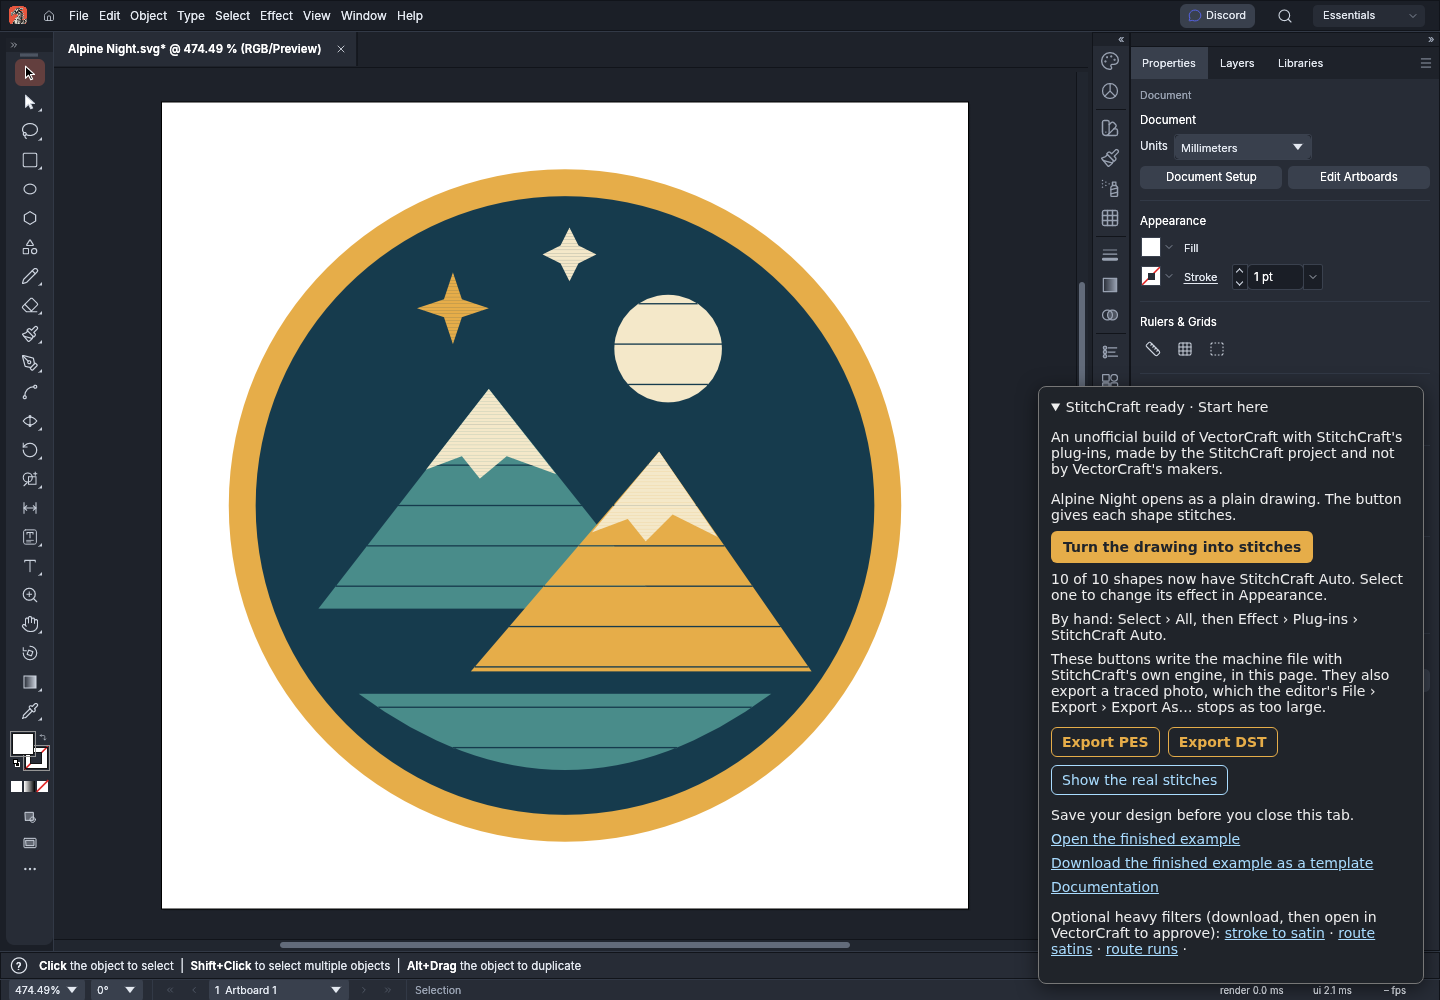 File Edit Object Type Select Effect View Window Help
Discord
Essentials
Alpine Night.svg* @ 474.49 % (RGB/Preview)
Properties Layers Libraries
Document
Document
Units Millimeters
Document Setup Edit Artboards
Appearance
Fill
Stroke 1 pt
Rulers & Grids
▼ StitchCraft ready · Start here
An unofficial build of VectorCraft with StitchCraft's
plug-ins, made by the StitchCraft project and not
by VectorCraft's makers.
Alpine Night opens as a plain drawing. The button
gives each shape stitches.
Turn the drawing into stitches
10 of 10 shapes now have StitchCraft Auto. Select
one to change its effect in Appearance.
By hand: Select › All, then Effect › Plug-ins ›
StitchCraft Auto.
These buttons write the machine file with
StitchCraft's own engine, in this page. They also
export a traced photo, which the editor's File ›
Export › Export As… stops as too large.
Export PES Export DST
Show the real stitches
Save your design before you close this tab.
Open the finished example
Download the finished example as a template
Documentation
Optional heavy filters (download, then open in
VectorCraft to approve): stroke to satin · route
satins · route runs ·
Click the object to select | Shift+Click to select multiple objects | Alt+Drag the object to duplicate
474.49% 0° 1 Artboard 1 Selection render 0.0 ms ui 2.1 ms – fps